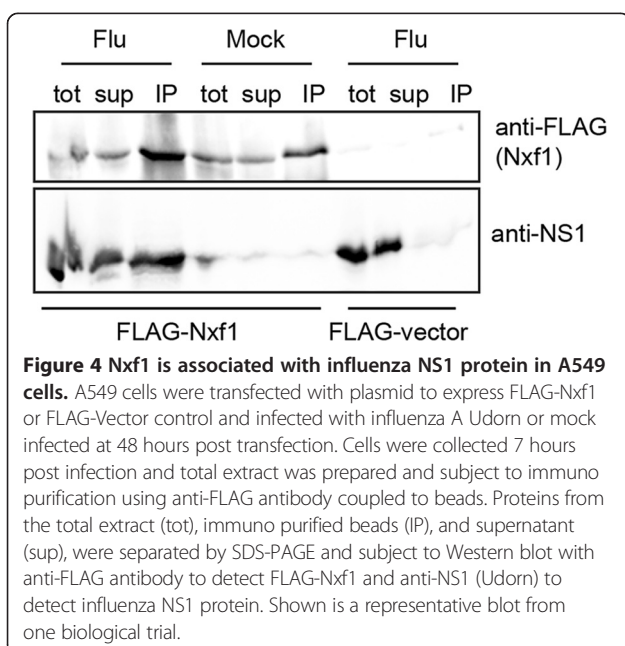 Flu Mock Flu
tot sup IP tot sup IP tot sup IP
anti-FLAG
(Nxf1)
anti-NS1
FLAG-Nxf1 FLAG-vector
Figure 4 Nxf1 is associated with influenza NS1 protein in A549
cells. A549 cells were transfected with plasmid to express FLAG-Nxf1
or FLAG-Vector control and infected with influenza A Udorn or mock
infected at 48 hours post transfection. Cells were collected 7 hours
post infection and total extract was prepared and subject to immuno
purification using anti-FLAG antibody coupled to beads. Proteins from
the total extract (tot), immuno purified beads (IP), and supernatant
(sup), were separated by SDS-PAGE and subject to Western blot with
anti-FLAG antibody to detect FLAG-Nxf1 and anti-NS1 (Udorn) to
detect influenza NS1 protein. Shown is a representative blot from
one biological trial.